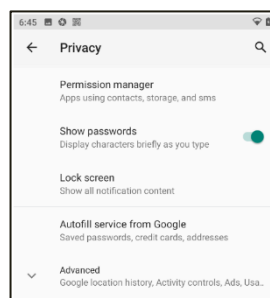 6:45
Privacy
Permission manager
Apps using contacts, storage, and sms
Show passwords
Display characters briefly as you type
Lock screen
Show all notification content
Autofill service from Google
Saved passwords, credit cards, addresses
Advanced
Google location history, Activity controls, Ads, Usa..